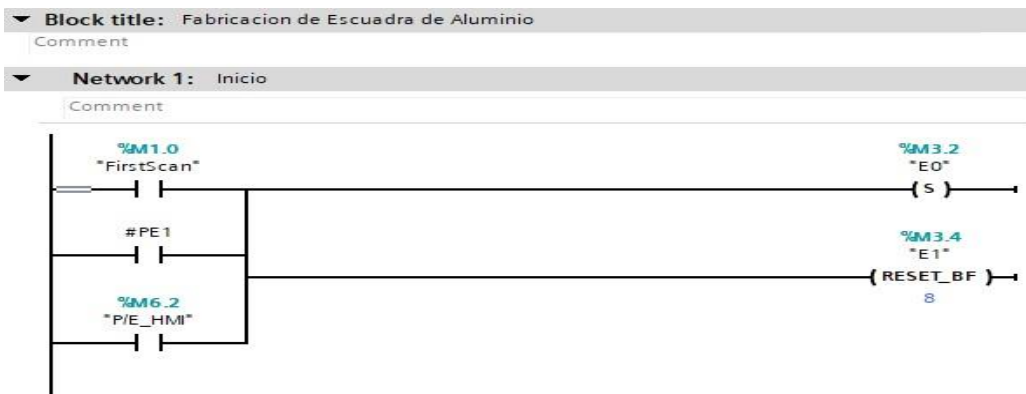 Block title: Fabricacion de Escuadra de Aluminio
Comment
Network 1: Inicio
Comment
%M1.0
"FirstScan"
%M3.2
"E0"
( S )
#PE1
%M3.4
"E1"
( RESET_BF )
8
%M6.2
"P/E_HMI"